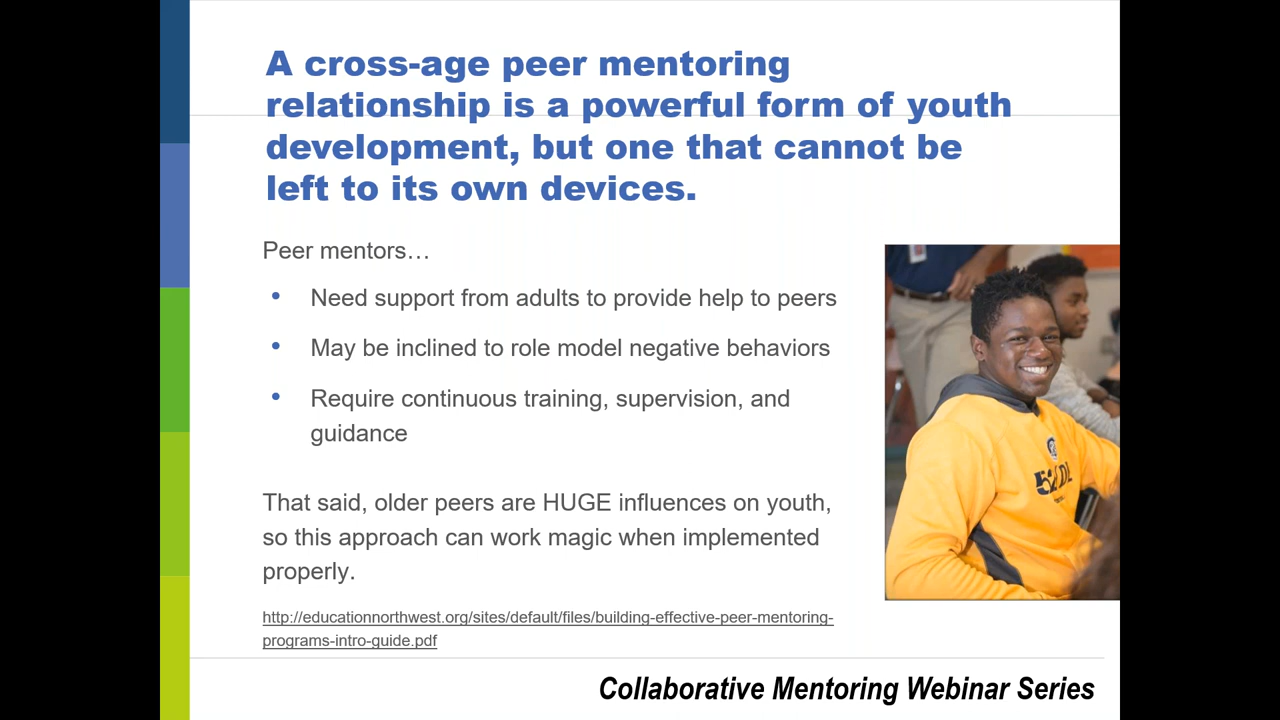 A cross-age peer mentoring
relationship is a powerful form of youth
development, but one that cannot be
left to its own devices.
Peer mentors…
• Need support from adults to provide help to peers
• May be inclined to role model negative behaviors
• Require continuous training, supervision, and
guidance
That said, older peers are HUGE influences on youth,
so this approach can work magic when implemented
properly.
http://educationnorthwest.org/sites/default/files/building-effective-peer-mentoring-
programs-intro-guide.pdf
Collaborative Mentoring Webinar Series